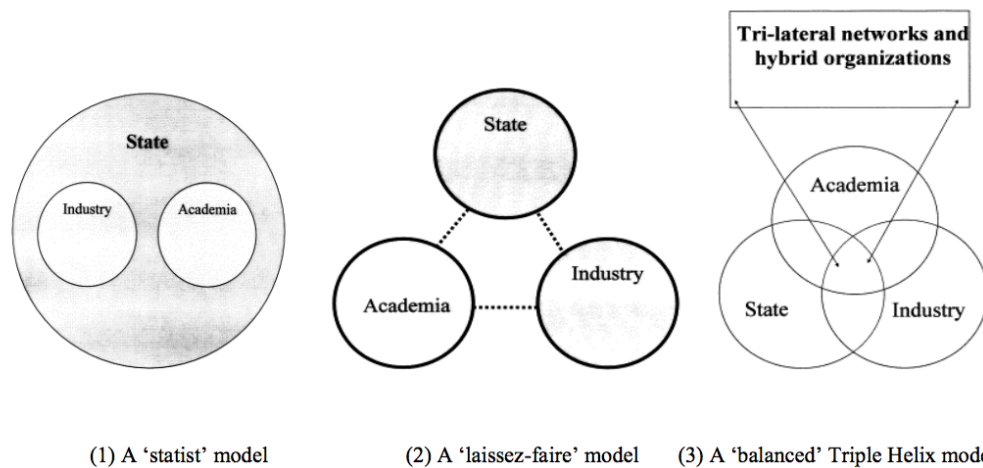 State
Industry
Academia
(1) A ‘statist’ model
State
Academia
Industry
(2) A ‘laissez-faire’ model
Tri-lateral networks and
hybrid organizations
Academia
State
Industry
(3) A ‘balanced’ Triple Helix mode